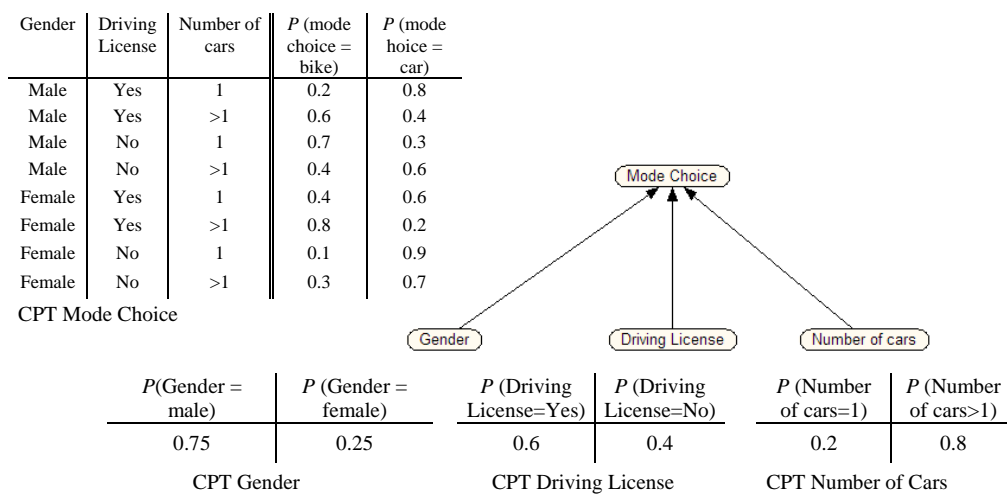 Gender Driving License Number of cars P (mode choice = bike) P (mode hoice = car)
Male Yes 1 0.2 0.8
Male Yes >1 0.6 0.4
Male No 1 0.7 0.3
Male No >1 0.4 0.6
Female Yes 1 0.4 0.6
Female Yes >1 0.8 0.2
Female No 1 0.1 0.9
Female No >1 0.3 0.7
CPT Mode Choice
Mode Choice
Gender Driving License Number of cars
P(Gender = male) P (Gender = female) P (Driving License=Yes) P (Driving License=No) P (Number of cars=1) P (Number of cars>1)
0.75 0.25 0.6 0.4 0.2 0.8
CPT Gender CPT Driving License CPT Number of Cars